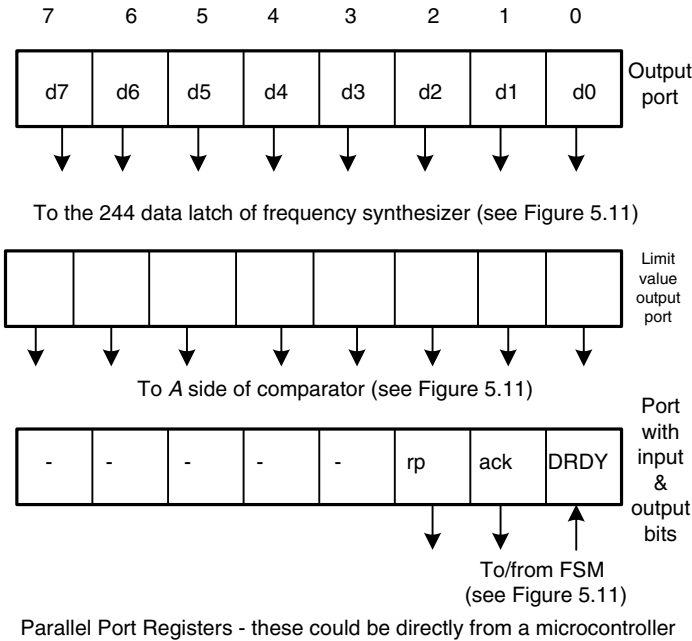 7 6 5 4 3 2 1 0
d7 d6 d5 d4 d3 d2 d1 d0
Output
port
To the 244 data latch of frequency synthesizer (see Figure 5.11)
Limit
value
output
port
To A side of comparator (see Figure 5.11)
- - - - - rp ack DRDY
Port
with
input
&
output
bits
To/from FSM
(see Figure 5.11)
Parallel Port Registers - these could be directly from a microcontroller